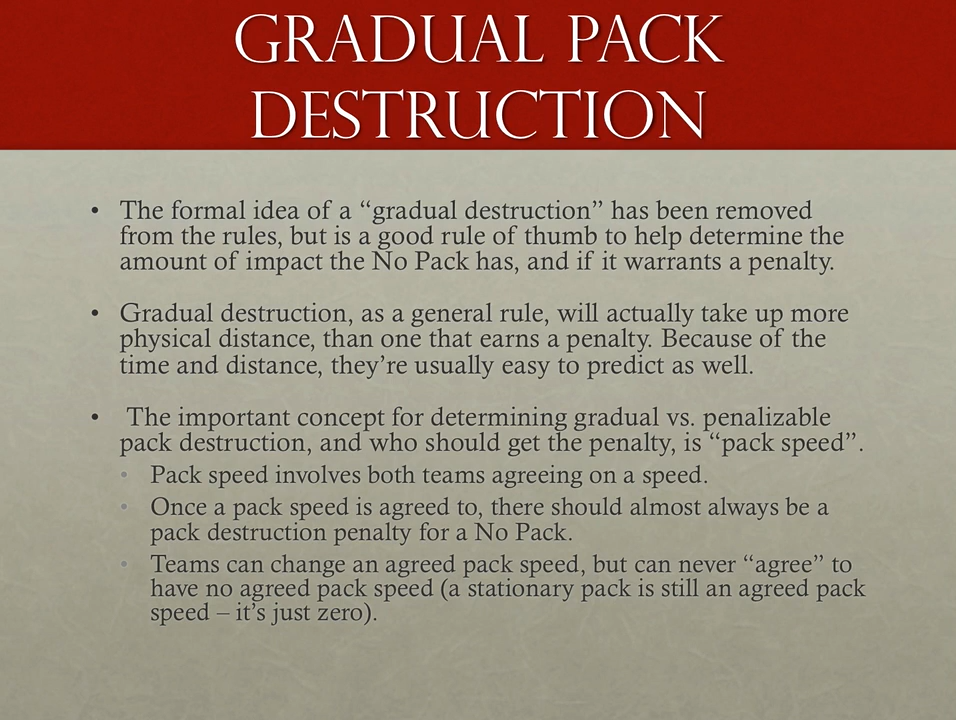 GRADUAL PACK
DESTRUCTION
• The formal idea of a “gradual destruction” has been removed
from the rules, but is a good rule of thumb to help determine the
amount of impact the No Pack has, and if it warrants a penalty.
• Gradual destruction, as a general rule, will actually take up more
physical distance, than one that earns a penalty. Because of the
time and distance, they’re usually easy to predict as well.
• The important concept for determining gradual vs. penalizable
pack destruction, and who should get the penalty, is “pack speed”.
• Pack speed involves both teams agreeing on a speed.
• Once a pack speed is agreed to, there should almost always be a
pack destruction penalty for a No Pack.
• Teams can change an agreed pack speed, but can never “agree” to
have no agreed pack speed (a stationary pack is still an agreed pack
speed – it’s just zero).